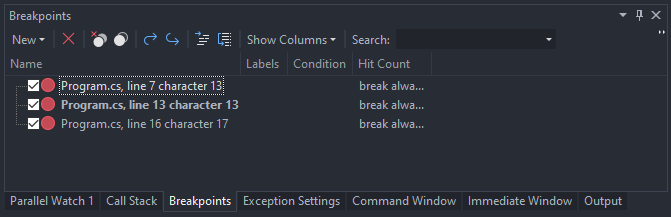 Breakpoints
New Show Columns Search:
Name Labels Condition Hit Count
Program.cs, line 7 character 13 break alwa...
Program.cs, line 13 character 13 break alwa...
Program.cs, line 16 character 17 break alwa...
Parallel Watch 1 Call Stack Breakpoints Exception Settings Command Window Immediate Window Output